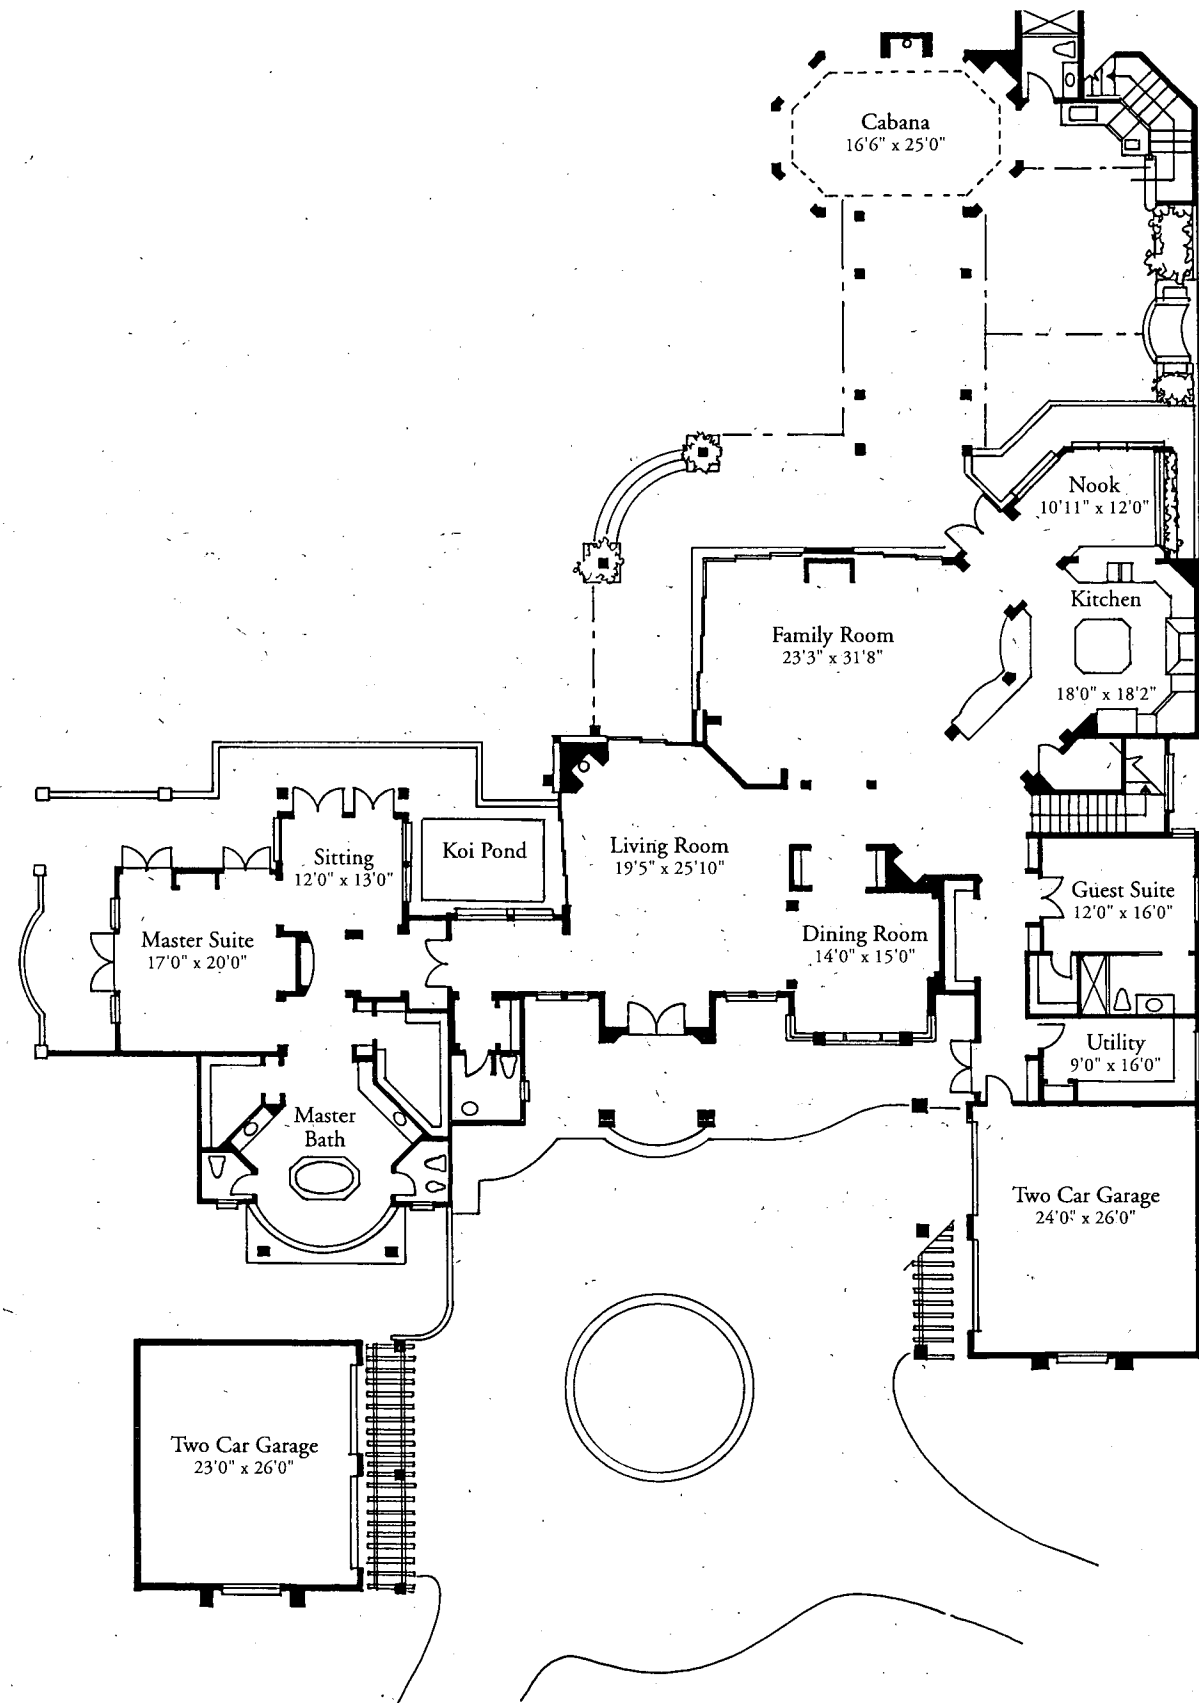 Cabana
16'6" x 25'0"
Nook
10'11" x 12'0"
Kitchen
18'0" x 18'2"
Family Room
23'3" x 31'8"
Living Room
19'5" x 25'10"
Koi Pond
Sitting
12'0" x 13'0"
Guest Suite
12'0" x 16'0"
Master Suite
17'0" x 20'0"
Dining Room
14'0" x 15'0"
Utility
9'0" x 16'0"
Master
Bath
Two Car Garage
24'0" x 26'0"
Two Car Garage
23'0" x 26'0"